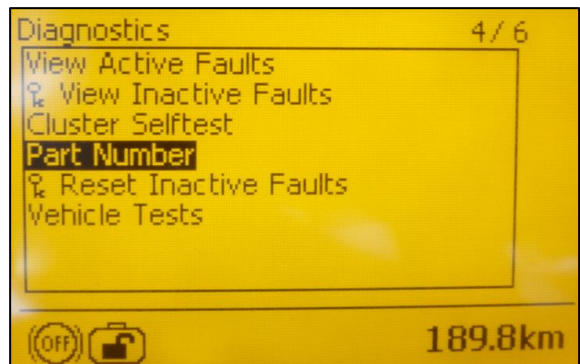 Diagnostics 4/6
View Active Faults
View Inactive Faults
Cluster Selftest
Part Number
Reset Inactive Faults
Vehicle Tests
OFF 189.8km